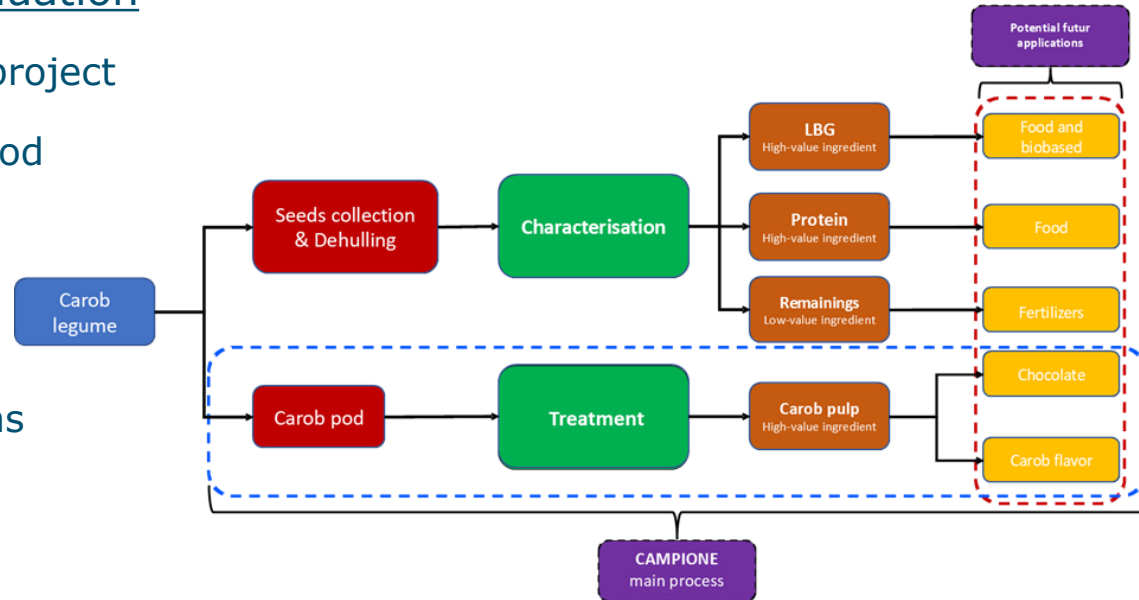 uation
project
od
ns
Potential futur
applications
LBG
High-value ingredient
Food and
biobased
Seeds collection
& Dehulling
Characterisation
Protein
High-value ingredient
Food
Carob
legume
Remainings
Low-value ingredient
Fertilizers
Carob pod
Treatment
Carob pulp
High-value ingredient
Chocolate
Carob flavor
CAMPIONE
main process